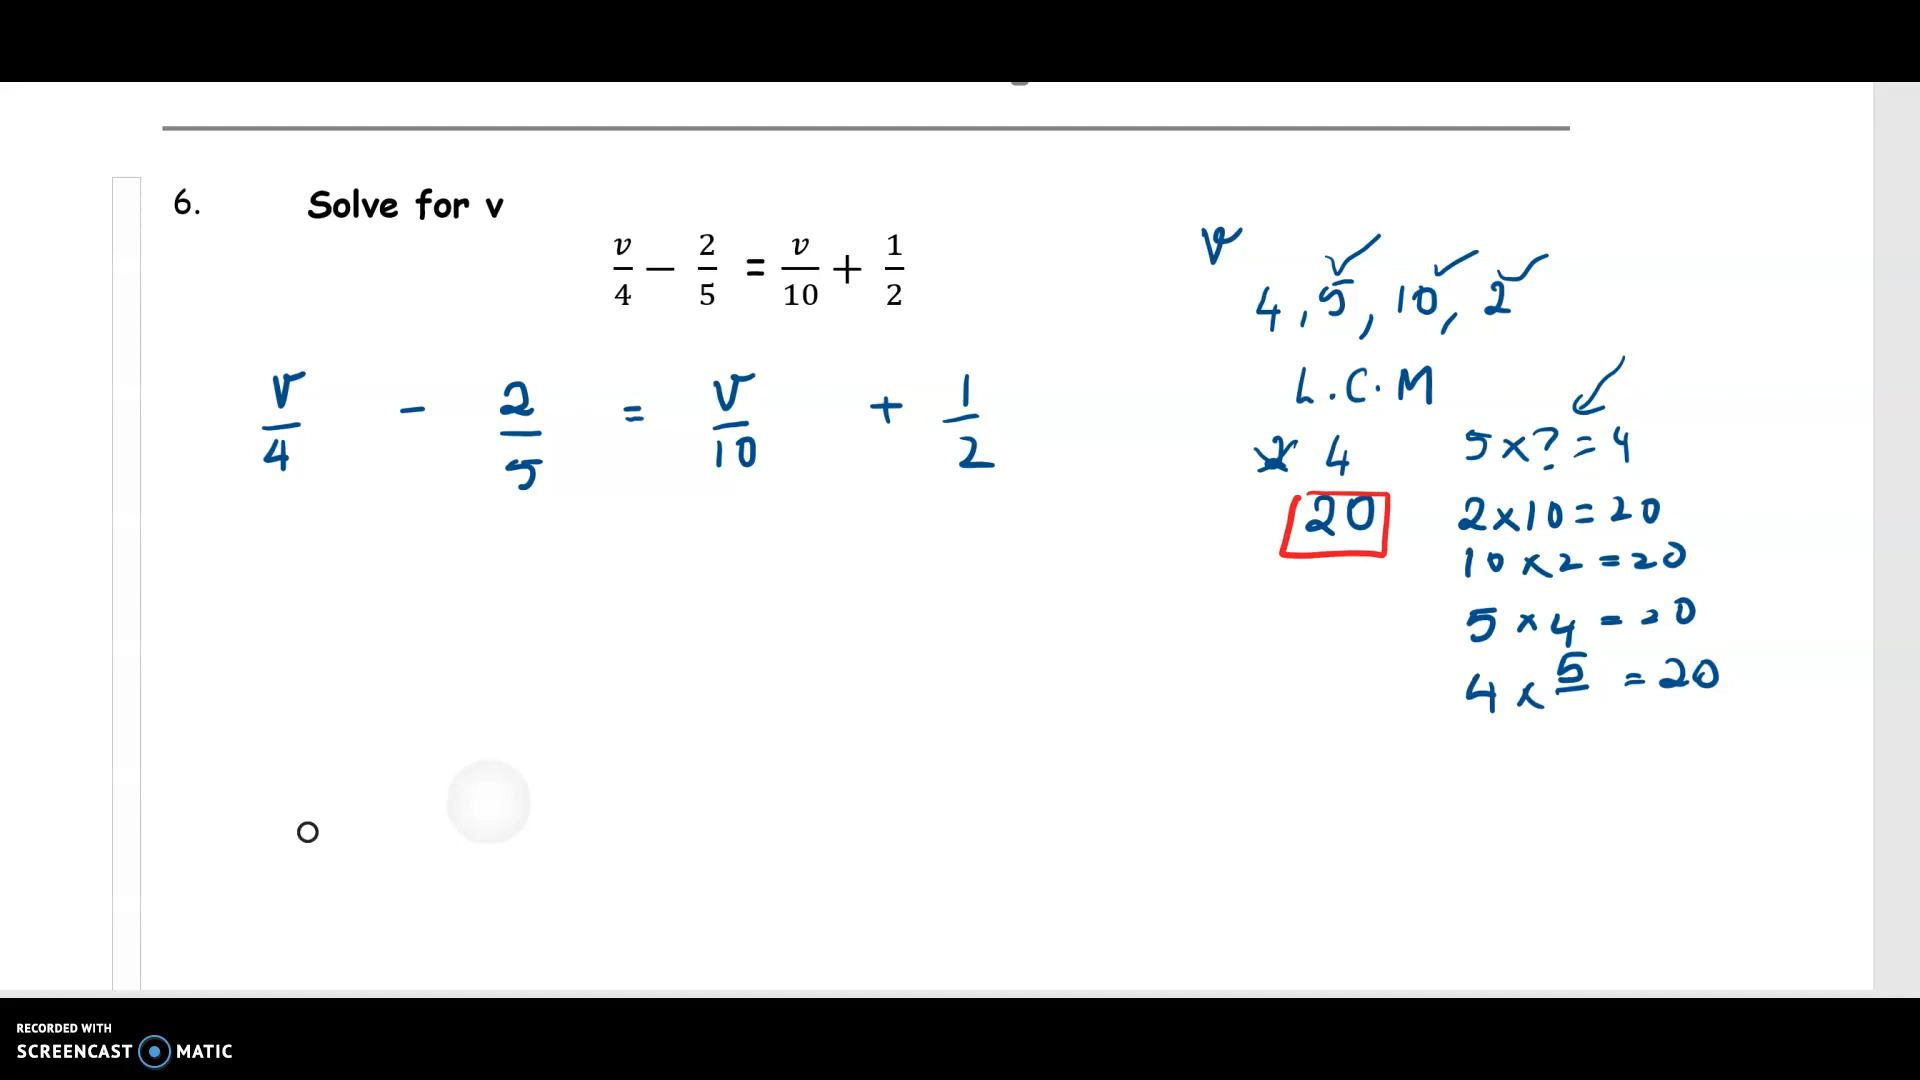 6. Solve for v
v/4 − 2/5 = v/10 + 1/2
v/4 - 2/5 = v/10 + 1/2
v
4, 5, 10, 2
L.C.M
4
20
5 x ? = 4
2 x 10 = 20
10 x 2 = 20
5 x 4 = 20
4 x 5 = 20
RECORDED WITH
SCREENCAST MATIC